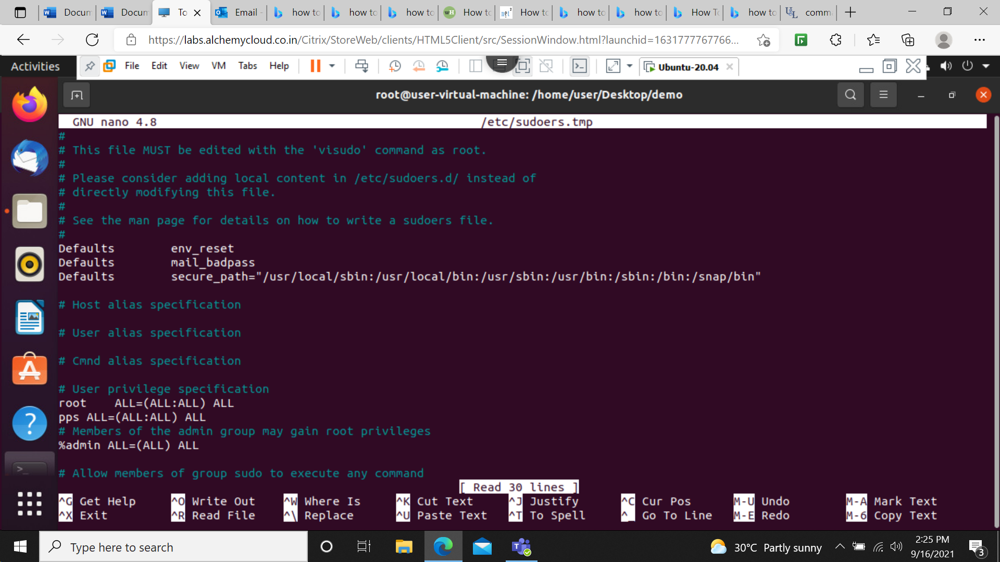 Docum
Docum
To
Email -
how to
how to
how to
How to
How to
how to
how to
How To
how to
comm
https://labs.alchemycloud.co.in/Citrix/StoreWeb/clients/HTML5Client/src/SessionWindow.html?launchid=1631777767766...
Activities
File Edit View VM Tabs Help
Ubuntu-20.04
root@user-virtual-machine: /home/user/Desktop/demo
GNU nano 4.8 /etc/sudoers.tmp
#
# This file MUST be edited with the 'visudo' command as root.
#
# Please consider adding local content in /etc/sudoers.d/ instead of
# directly modifying this file.
#
# See the man page for details on how to write a sudoers file.
#
Defaults env_reset
Defaults mail_badpass
Defaults secure_path="/usr/local/sbin:/usr/local/bin:/usr/sbin:/usr/bin:/sbin:/bin:/snap/bin"
# Host alias specification
# User alias specification
# Cmnd alias specification
# User privilege specification
root ALL=(ALL:ALL) ALL
pps ALL=(ALL:ALL) ALL
# Members of the admin group may gain root privileges
%admin ALL=(ALL) ALL
# Allow members of group sudo to execute any command
[ Read 30 lines ]
^G Get Help ^O Write Out ^W Where Is ^K Cut Text ^J Justify ^C Cur Pos M-U Undo M-A Mark Text
^X Exit ^R Read File ^\ Replace ^U Paste Text ^T To Spell ^_ Go To Line M-E Redo M-6 Copy Text
Type here to search
30°C Partly sunny
2:25 PM
9/16/2021
3